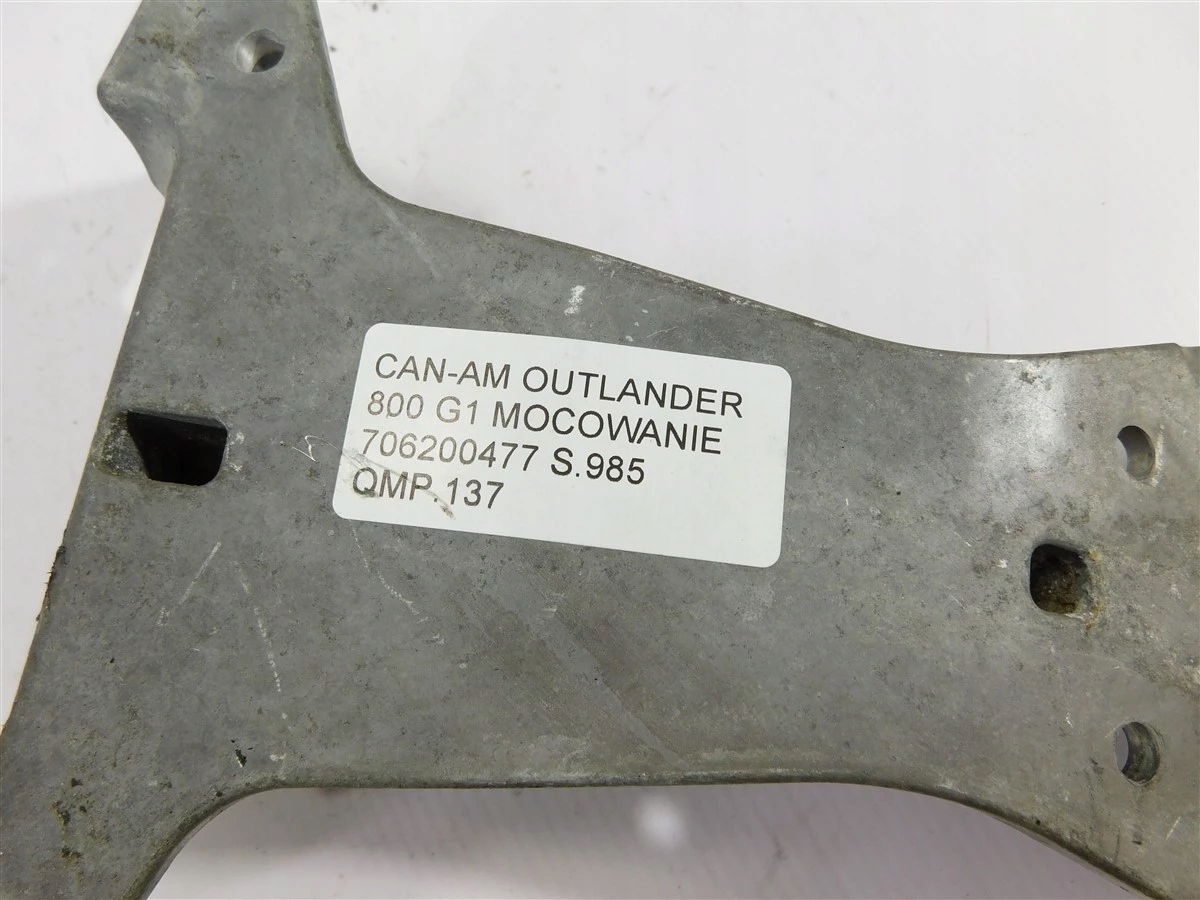 CAN-AM OUTLANDER
800 G1 MOCOWANIE
706200477 S.985
QMP.137